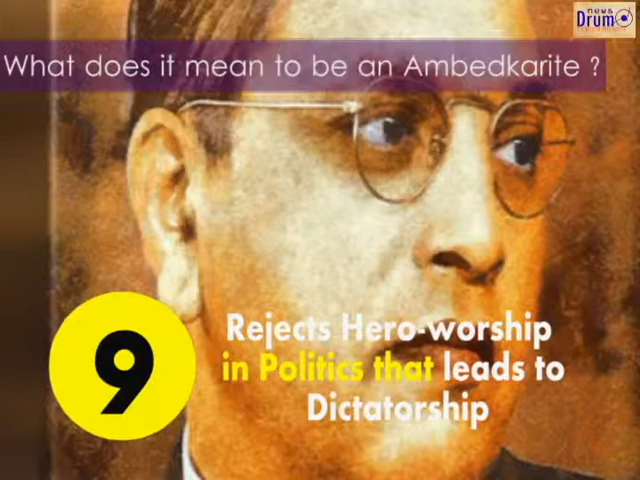 news
Drum
What does it mean to be an Ambedkarite ?
9
Rejects Hero-worship
in Politics that leads to
Dictatorship